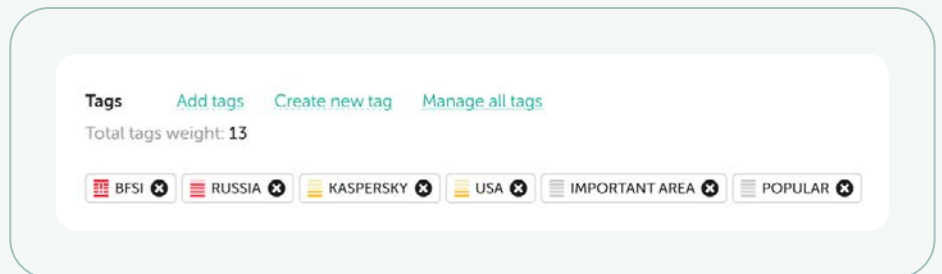 Tags Add tags Create new tag Manage all tags
Total tags weight: 13
BFSI RUSSIA KASPERSKY USA IMPORTANT AREA POPULAR